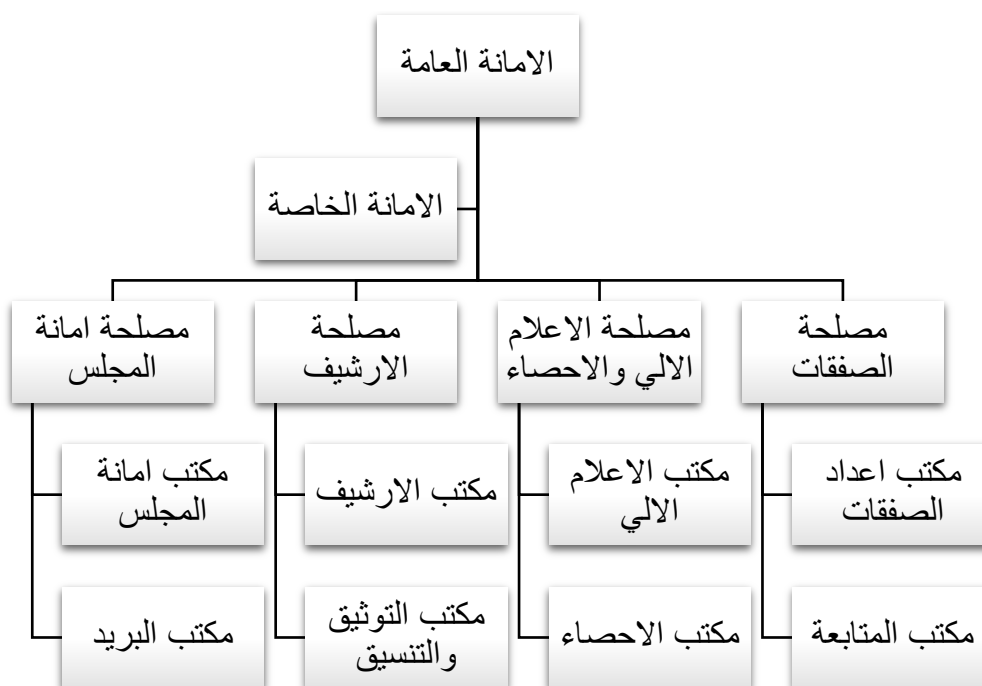 الامانة العامة
الامانة الخاصة
مصلحة
الصفقات
مصلحة الاعلام
الالي والاحصاء
مصلحة
الارشيف
مصلحة امانة
المجلس
مكتب اعداد
الصفقات
مكتب الاعلام
الالي
مكتب الارشيف
مكتب امانة
المجلس
مكتب المتابعة
مكتب الاحصاء
مكتب التوثيق
والتنسيق
مكتب البريد